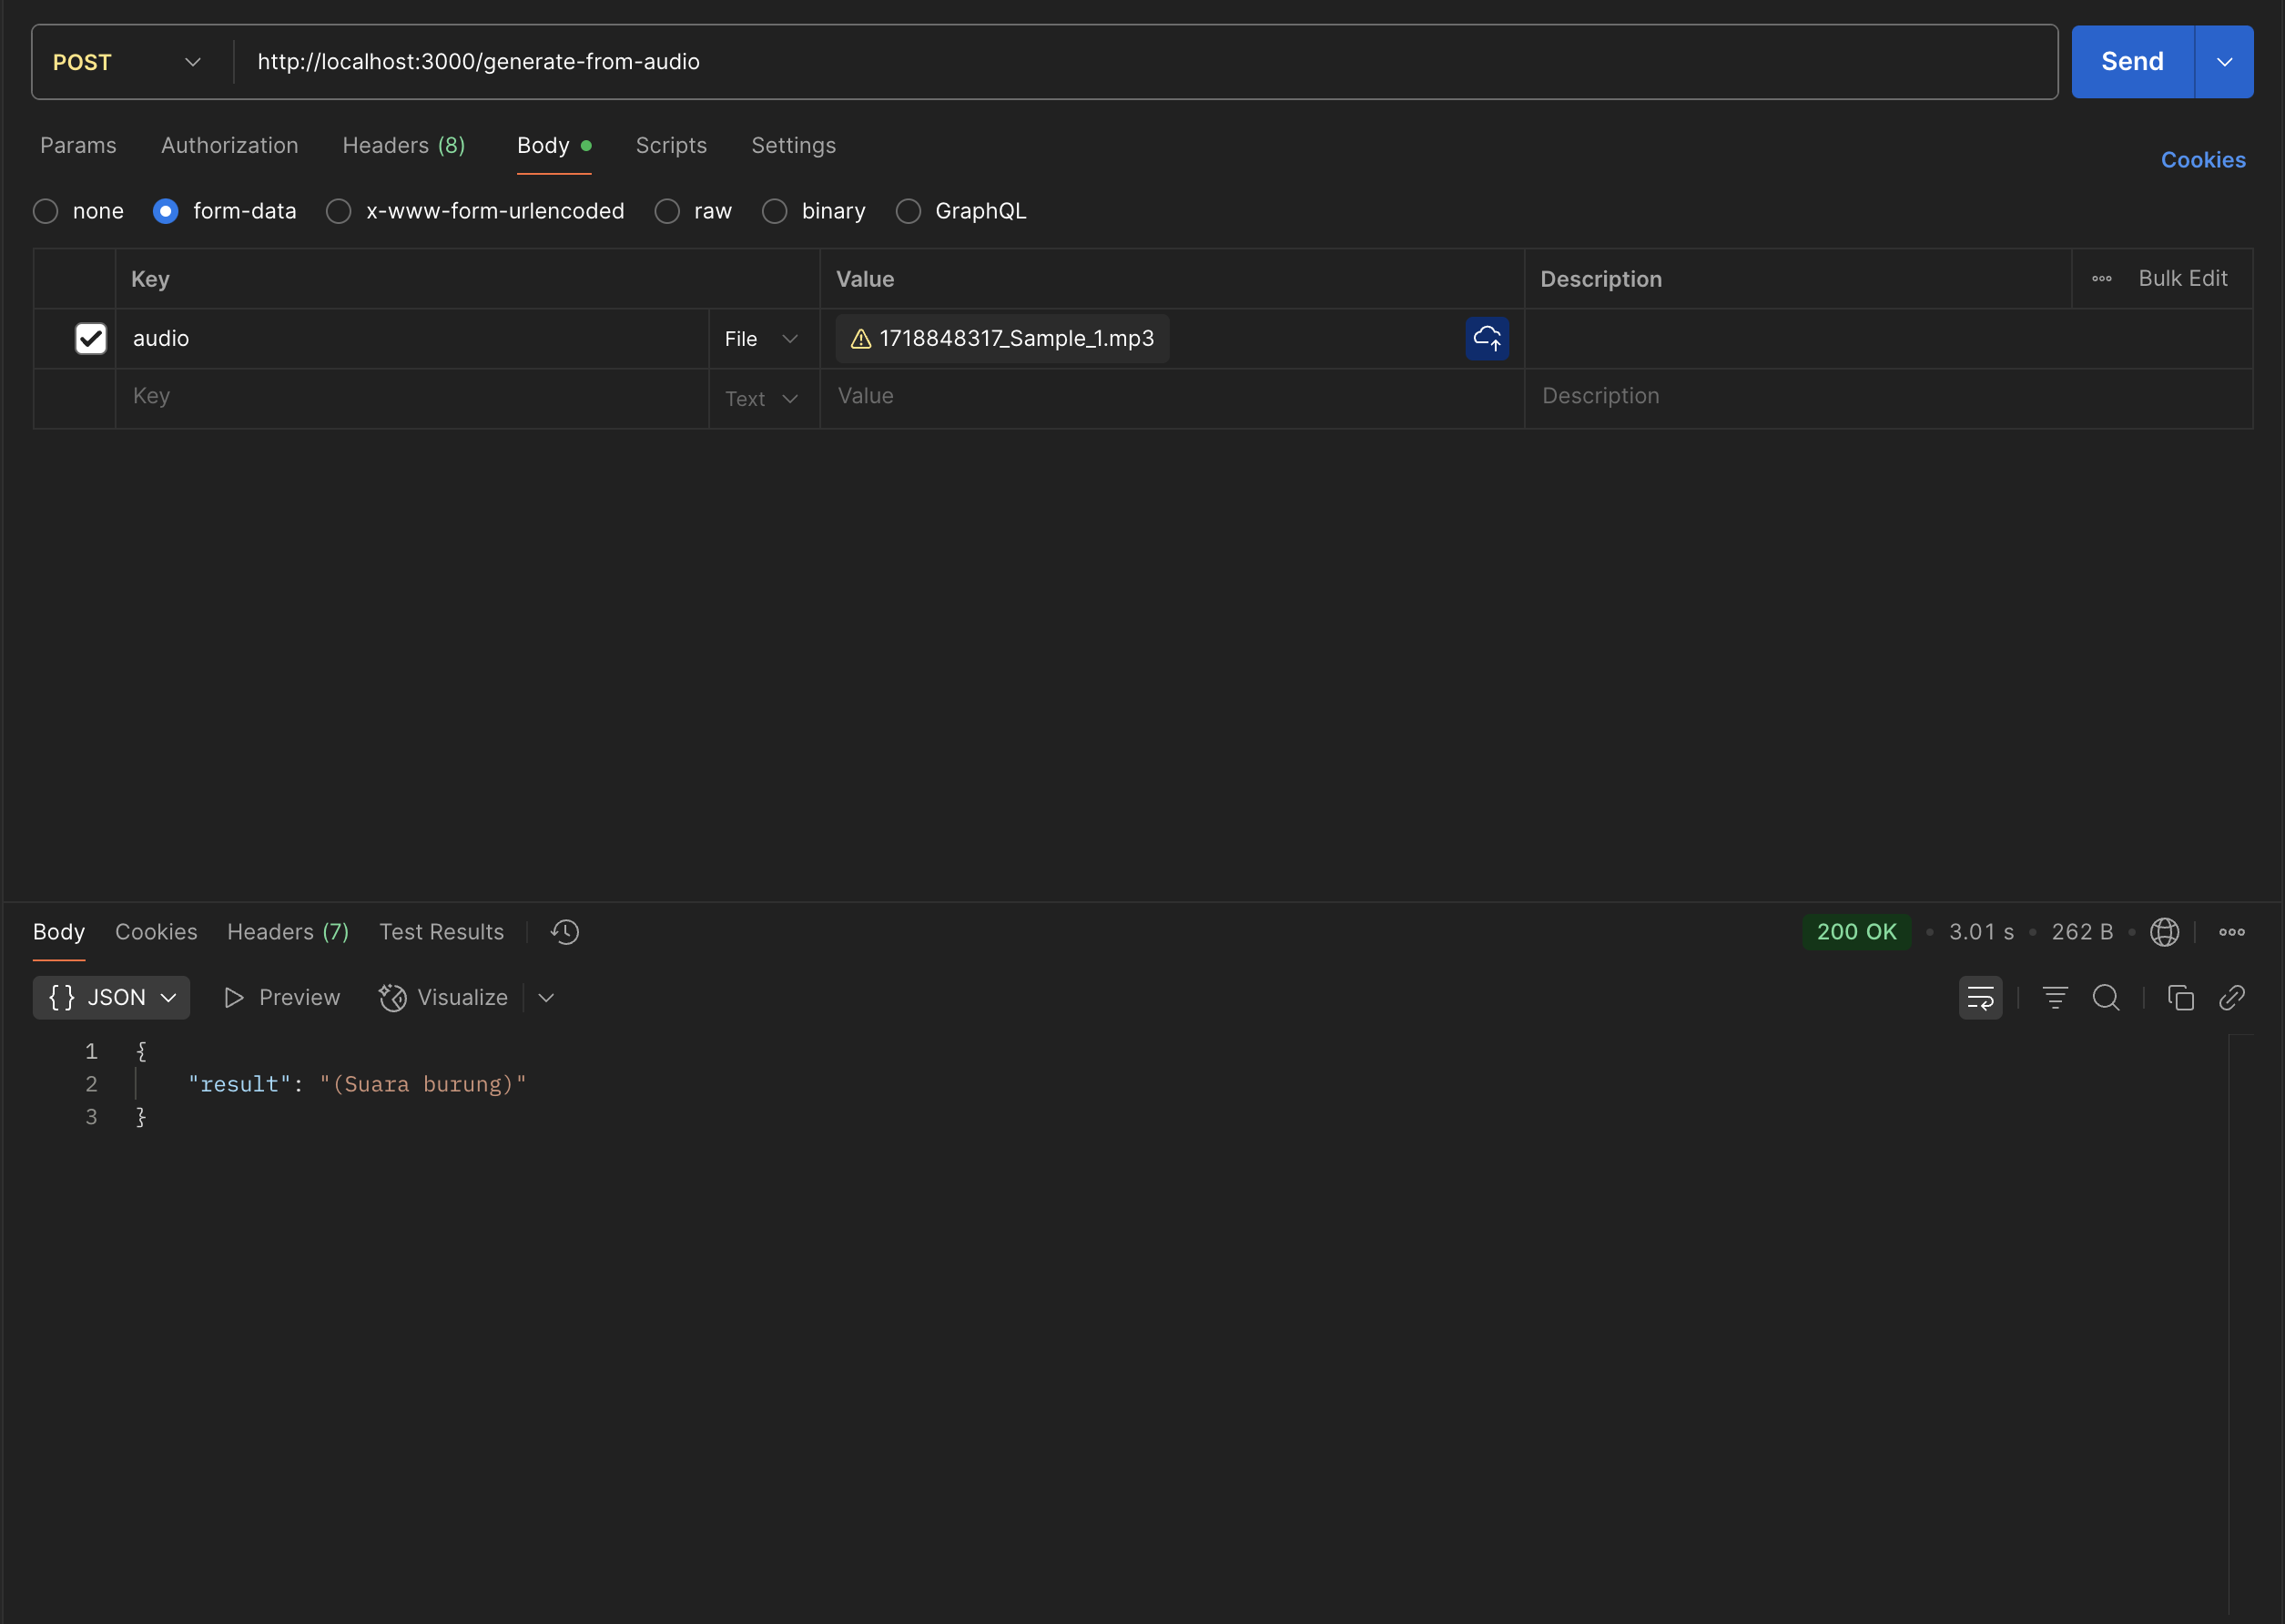 POST http://localhost:3000/generate-from-audio Send
Params Authorization Headers (8) Body Scripts Settings Cookies
none form-data x-www-form-urlencoded raw binary GraphQL
Key Value Description Bulk Edit
audio File 1718848317_Sample_1.mp3
Key Text Value Description
Body Cookies Headers (7) Test Results 200 OK 3.01 s 262 B
{} JSON Preview Visualize
1 {
2 "result": "(Suara burung)"
3 }